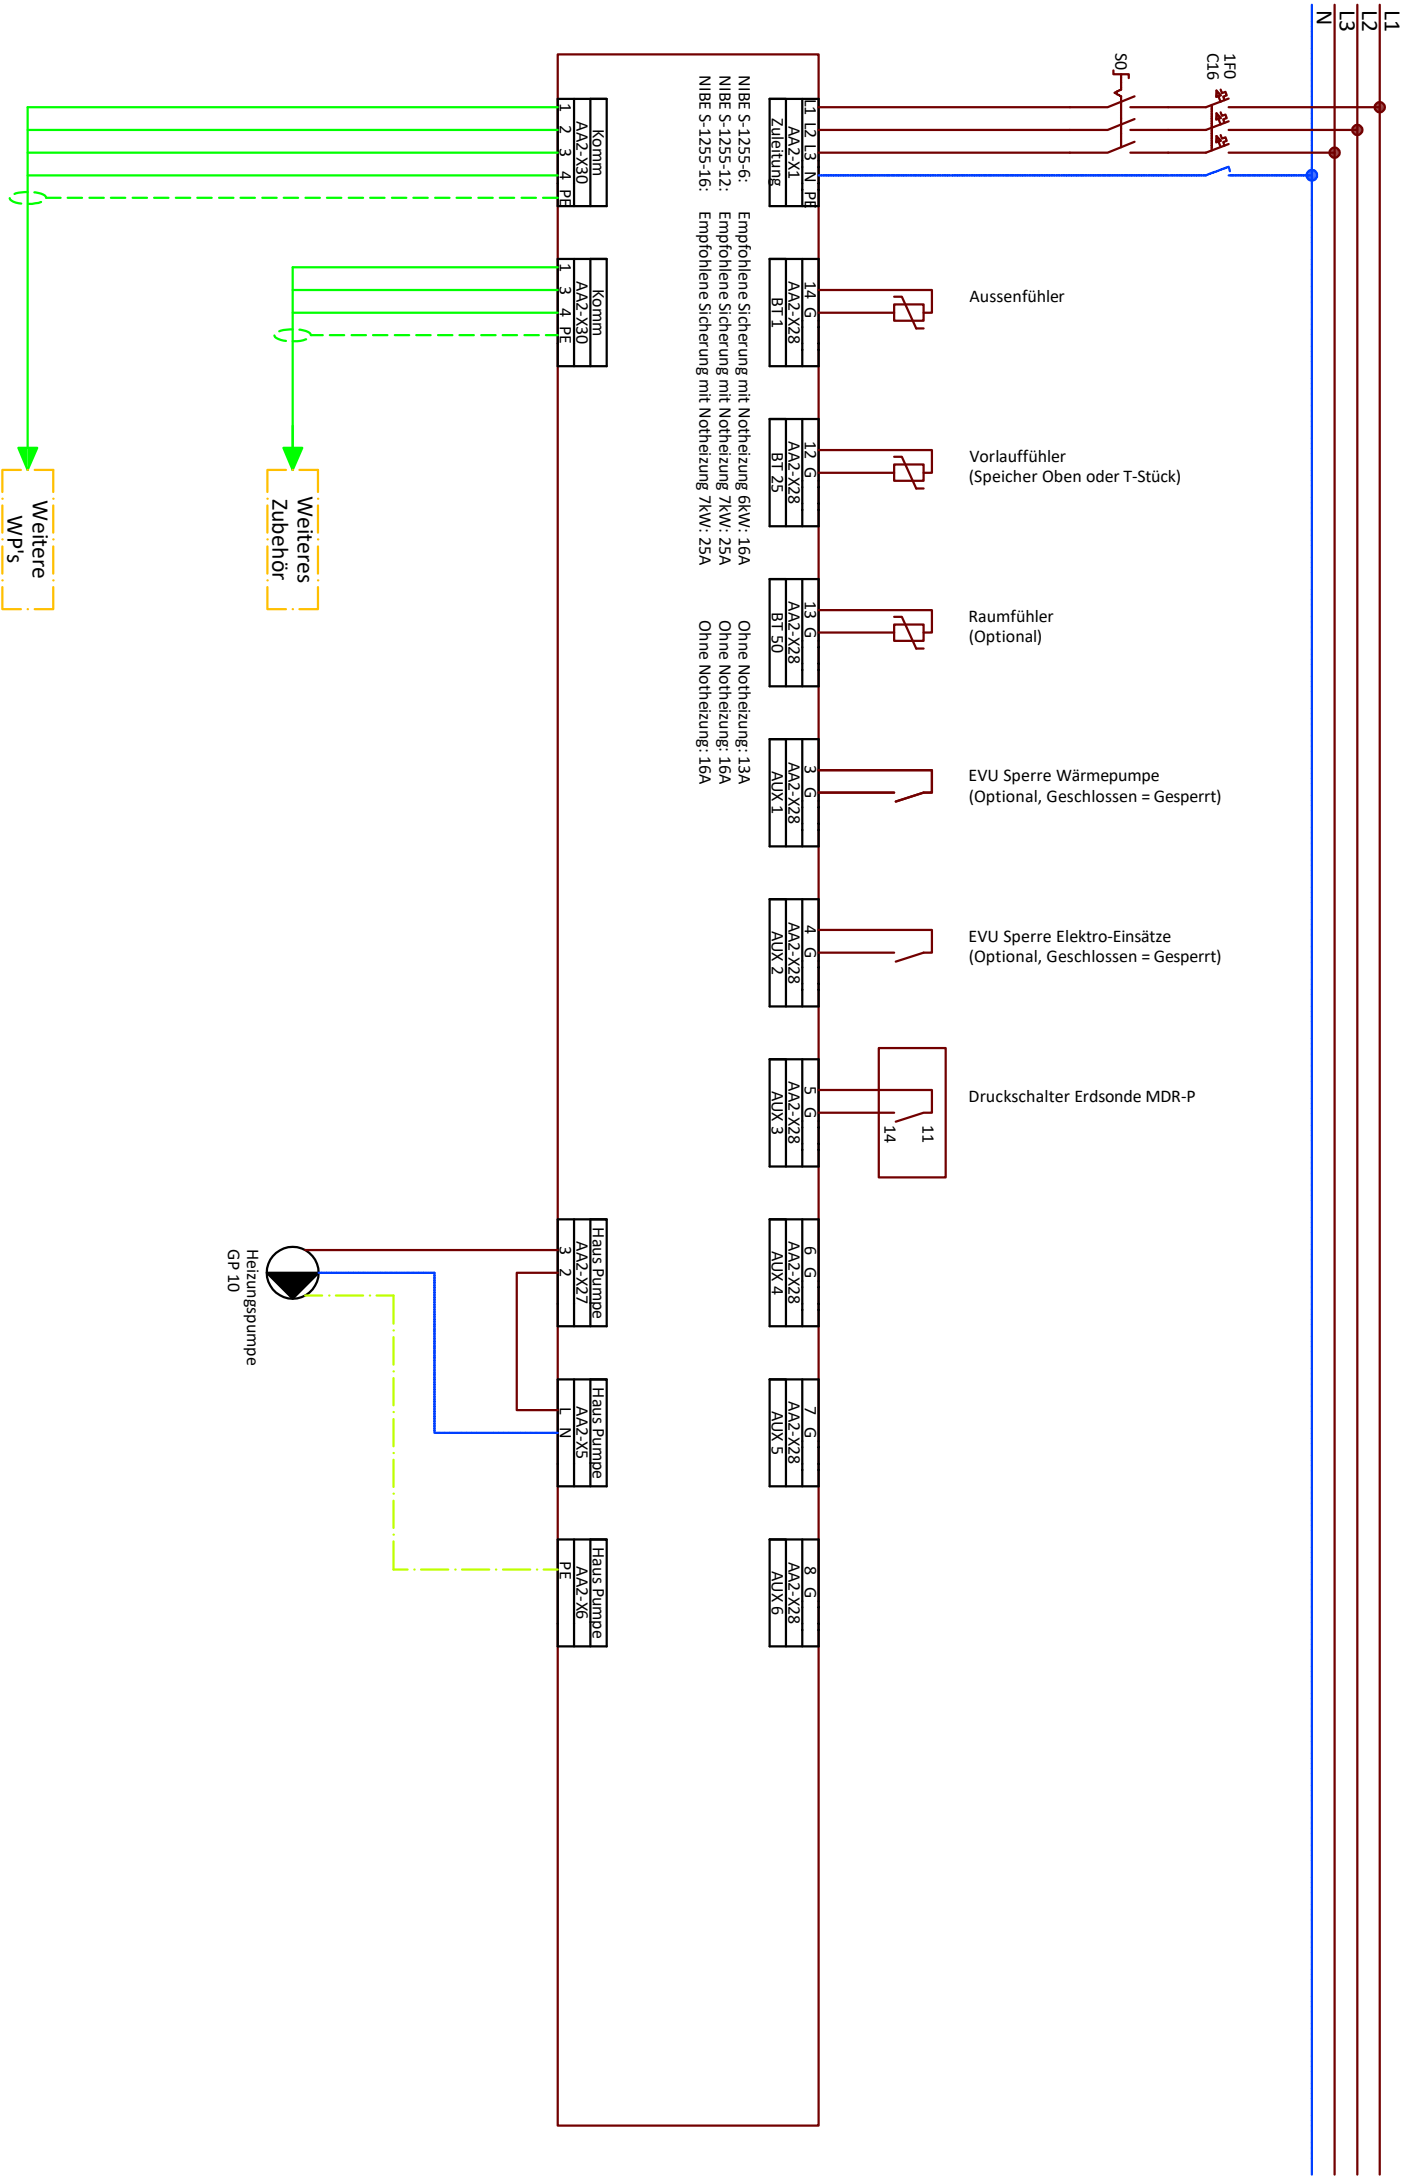 L1
L2
L3
N
1F0
C16
S0
L1 L2 L3 N PE
AA2-X1
Zuleitung
14 G
AA2-X28
BT 1
Aussenfühler
12 G
AA2-X28
BT 25
Vorlauffühler
(Speicher Oben oder T-Stück)
13 G
AA2-X28
BT 50
Raumfühler
(Optional)
3 G
AA2-X28
AUX 1
EVU Sperre Wärmepumpe
(Optional, Geschlossen = Gesperrt)
4 G
AA2-X28
AUX 2
EVU Sperre Elektro-Einsätze
(Optional, Geschlossen = Gesperrt)
5 G
AA2-X28
AUX 3
11
14
Druckschalter Erdsonde MDR-P
6 G
AA2-X28
AUX 4
7 G
AA2-X28
AUX 5
8 G
AA2-X28
AUX 6
NIBE S-1255-6: Empfohlene Sicherung mit Notheizung 6kW: 16A Ohne Notheizung: 13A
NIBE S-1255-12: Empfohlene Sicherung mit Notheizung 7kW: 25A Ohne Notheizung: 16A
NIBE S-1255-16: Empfohlene Sicherung mit Notheizung 7kW: 25A Ohne Notheizung: 16A
Komm
AA2-X30
1 2 3 4 PE
Komm
AA2-X30
1 3 4 PE
Haus Pumpe
AA2-X27
3 2
Haus Pumpe
AA2-X5
L N
Haus Pumpe
AA2-X6
PE
Heizungspumpe
GP 10
Weiteres
Zubehör
Weitere
WP's